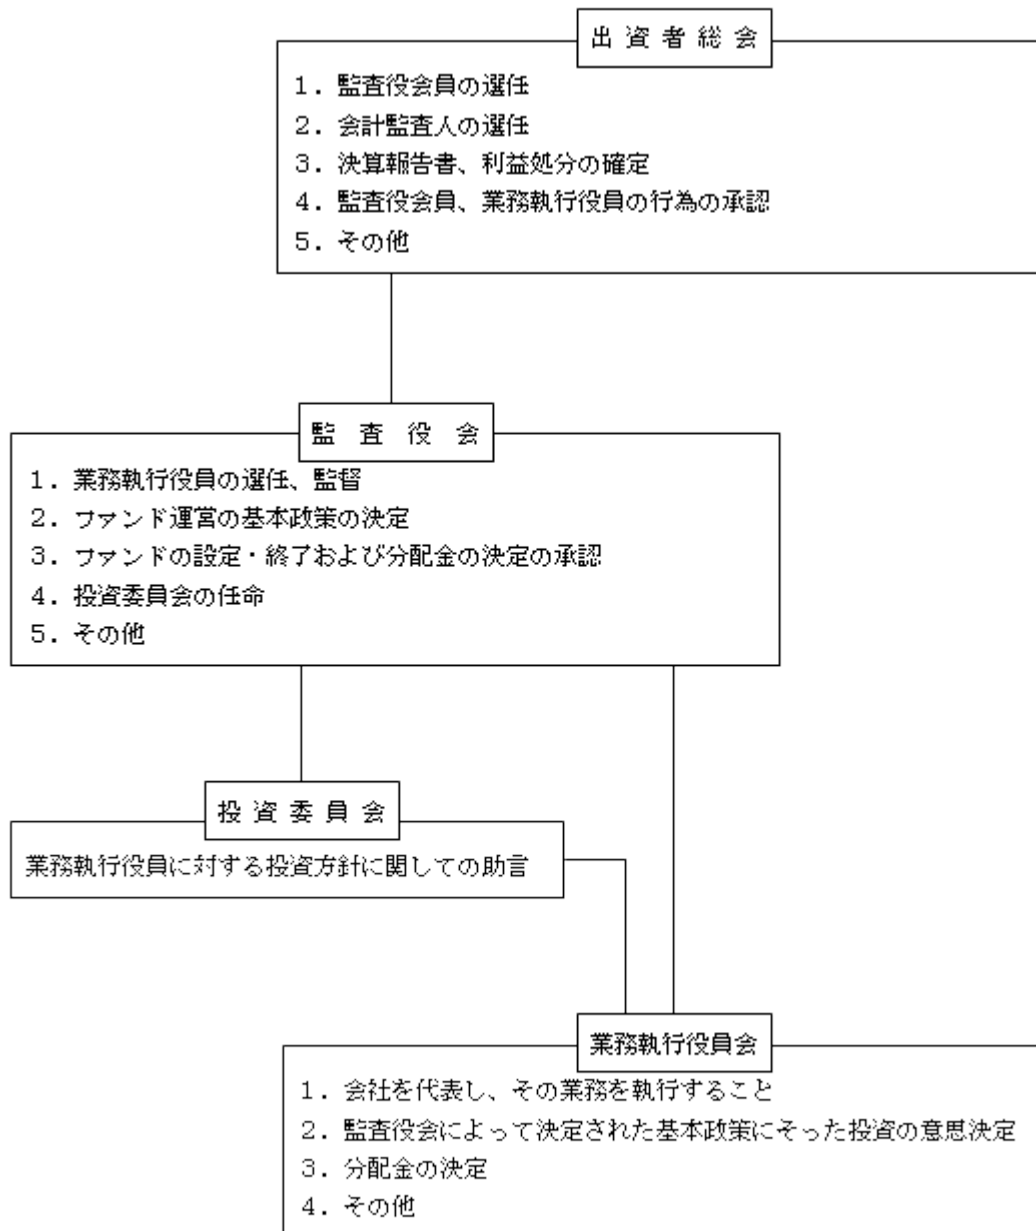 出 資 者 総 会
1. 監査役会員の選任
2. 会計監査人の選任
3. 決算報告書、利益処分の確定
4. 監査役会員、業務執行役員の行為の承認
5. その他
監 査 役 会
1. 業務執行役員の選任、監督
2. ファンド運営の基本政策の決定
3. ファンドの設定・終了および分配金の決定の承認
4. 投資委員会の任命
5. その他
投 資 委 員 会
業務執行役員に対する投資方針に関しての助言
業務執行役員会
1. 会社を代表し、その業務を執行すること
2. 監査役会によって決定された基本政策にそった投資の意思決定
3. 分配金の決定
4. その他